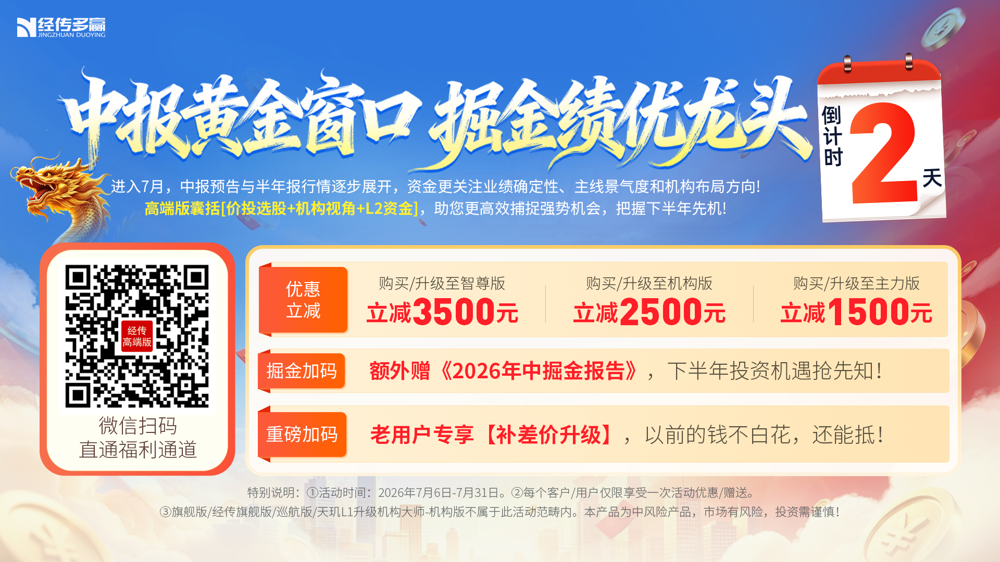 经传多赢
JINGZHUAN DUOYING
中报黄金窗口 掘金绩优龙头
倒计时
2
天
进入7月，中报预告与半年报行情逐步展开，资金更关注业绩确定性、主线景气度和机构布局方向!
高端版囊括[价投选股+机构视角+L2资金]，助您更高效捕捉强势机会，把握下半年先机!
经传
高端版
微信扫码
直通福利通道
优惠
立减
购买/升级至智尊版
立减3500元
购买/升级至机构版
立减2500元
购买/升级至主力版
立减1500元
掘金加码
额外赠《2026年中掘金报告》，下半年投资机遇抢先知！
重磅加码
老用户专享【补差价升级】，以前的钱不白花，还能抵！
特别说明：①活动时间：2026年7月6日-7月31日。②每个客户/用户仅限享受一次活动优惠/赠送。
③旗舰版/经传旗舰版/巡航版/天玑L1升级机构大师-机构版不属于此活动范畴内。本产品为中风险产品，市场有风险，投资需谨慎！